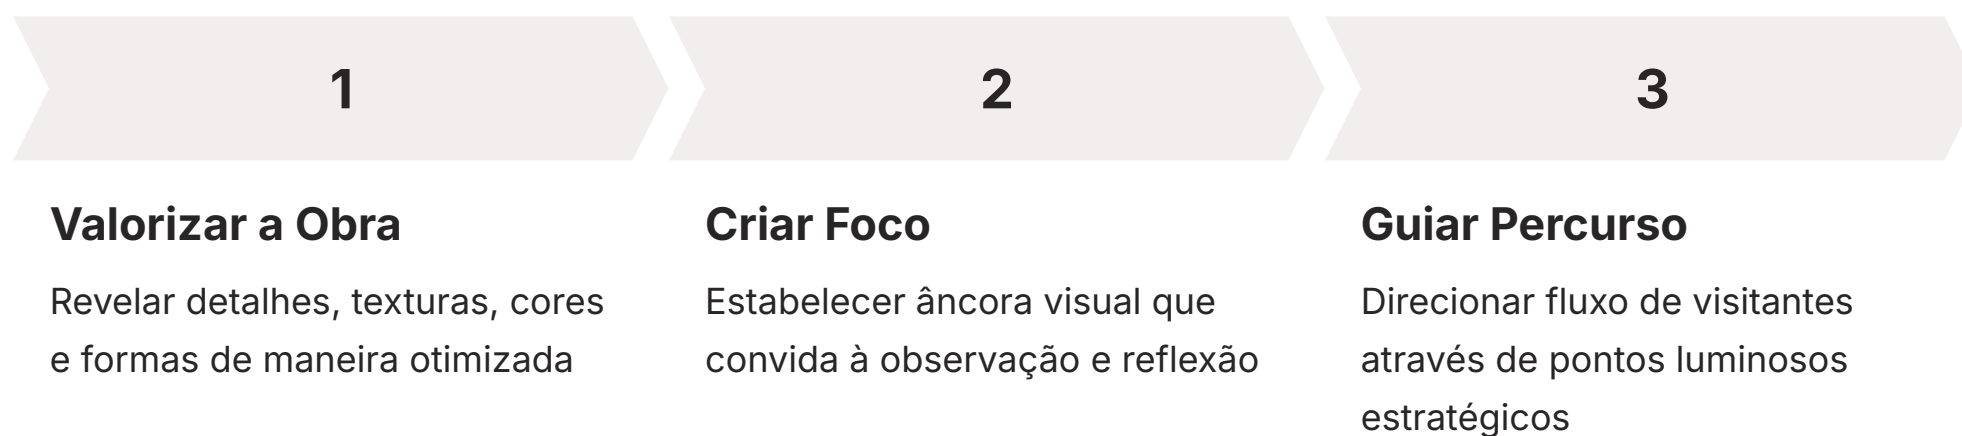 1
2
3
Valorizar a Obra
Revelar detalhes, texturas, cores
e formas de maneira otimizada
Criar Foco
Estabelecer âncora visual que
convida à observação e reflexão
Guiar Percurso
Direcionar fluxo de visitantes
através de pontos luminosos
estratégicos